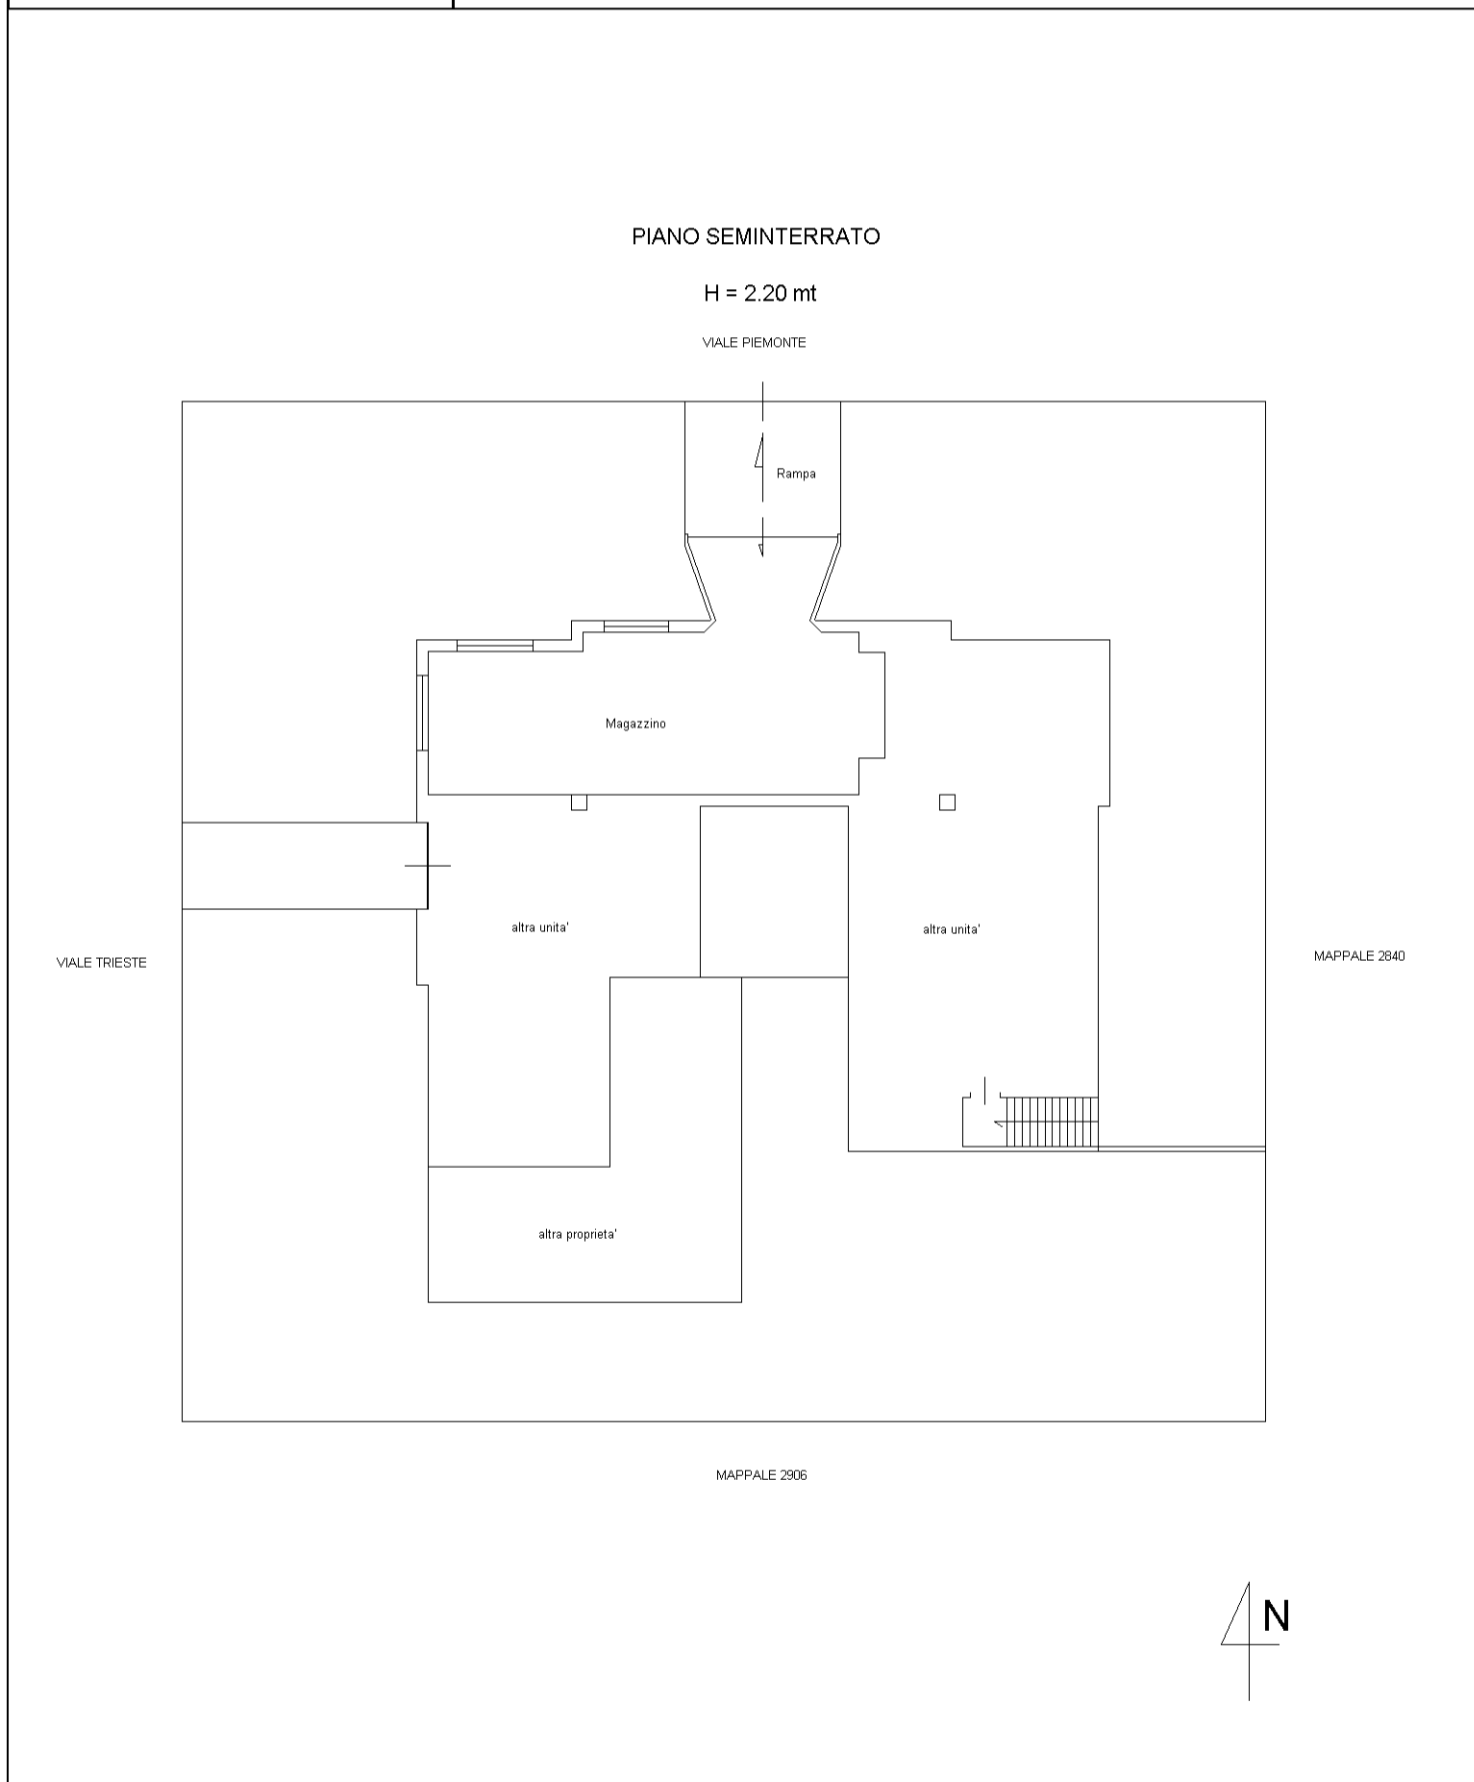 PIANO SEMINTERRATO
H = 2.20 mt
VIALE PIEMONTE
Rampa
Magazzino
altra unita'
altra unita'
VIALE TRIESTE
MAPPALE 2840
altra proprieta'
MAPPALE 2906
N